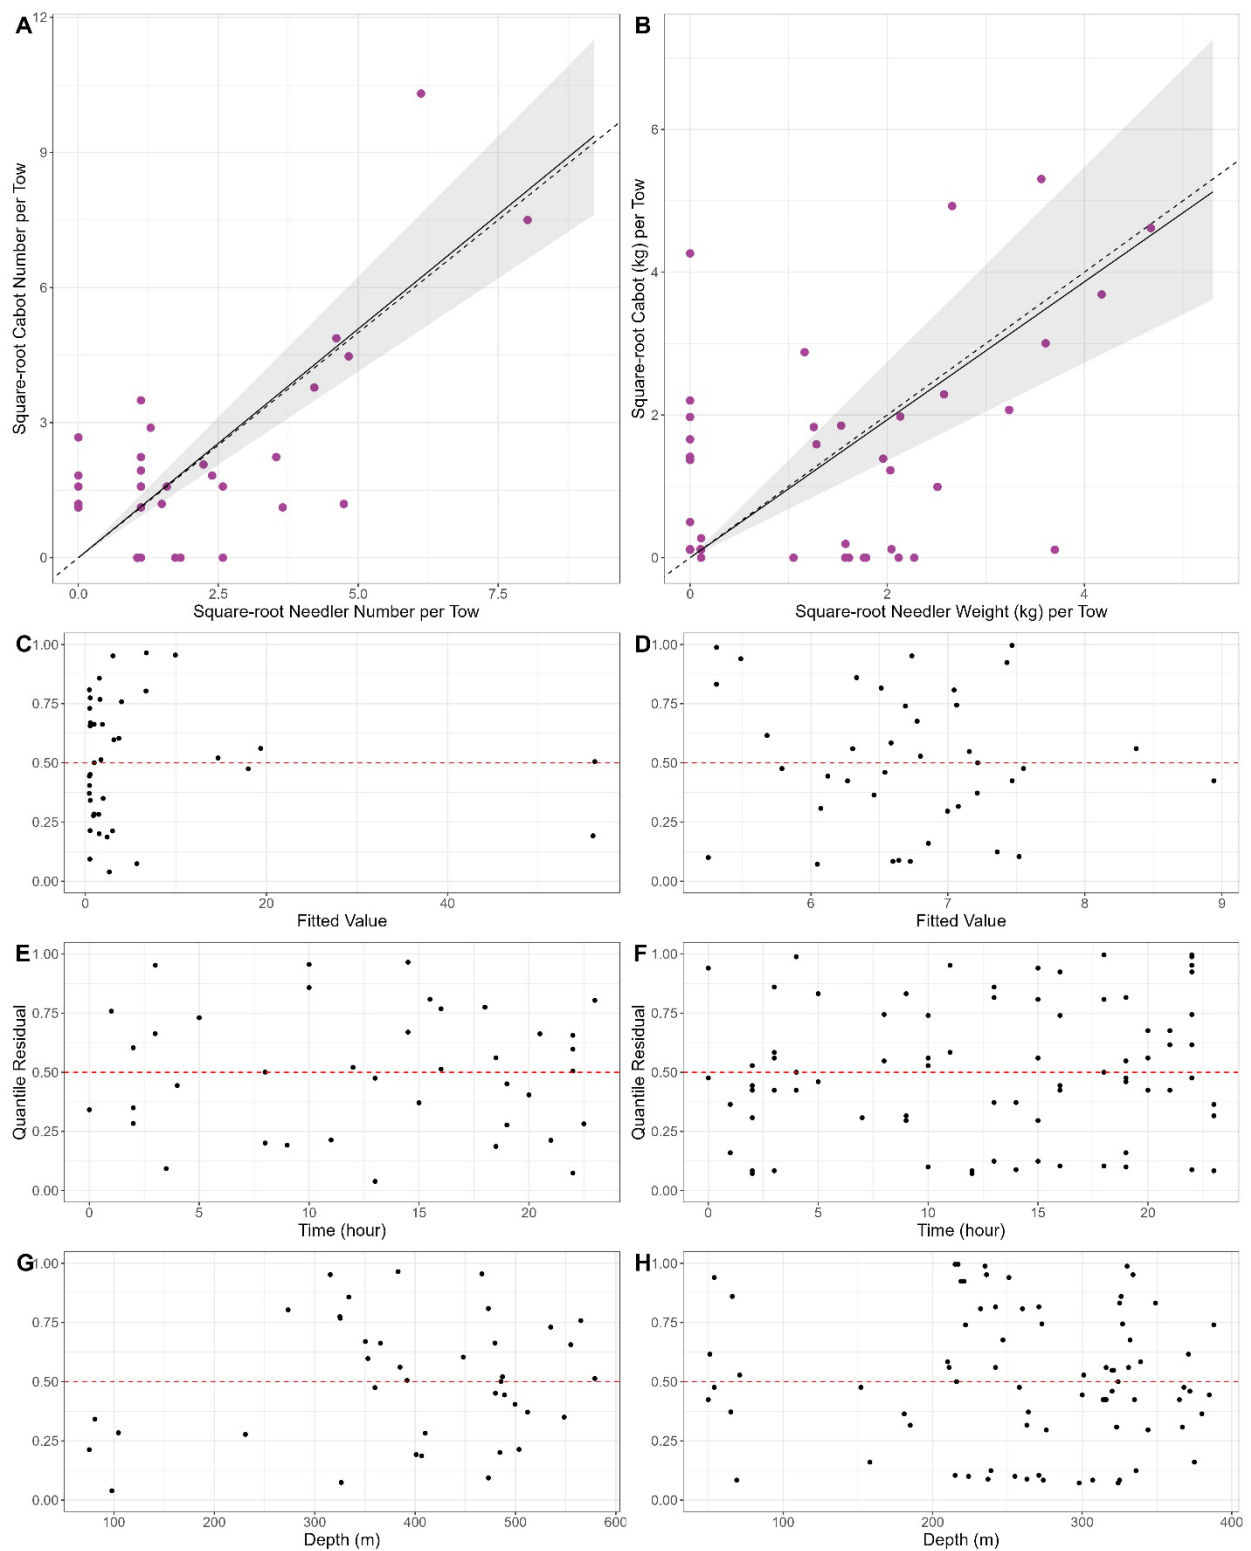 A
B
12
9
6
3
0
Square-root Cabot Number per Tow
0.0 2.5 5.0 7.5
Square-root Needler Number per Tow
6
4
2
0
Square-root Cabot (kg) per Tow
0 2 4
Square-root Needler Weight (kg) per Tow
C
1.00
0.75
0.50
0.25
0.00
0 20 40
Fitted Value
D
1.00
0.75
0.50
0.25
0.00
6 7 8 9
Fitted Value
E
1.00
0.75
0.50
0.25
0.00
Quantile Residual
0 5 10 15 20
Time (hour)
F
1.00
0.75
0.50
0.25
0.00
Quantile Residual
0 5 10 15 20
Time (hour)
G
1.00
0.75
0.50
0.25
0.00
100 200 300 400 500 600
Depth (m)
H
1.00
0.75
0.50
0.25
0.00
100 200 300 400
Depth (m)